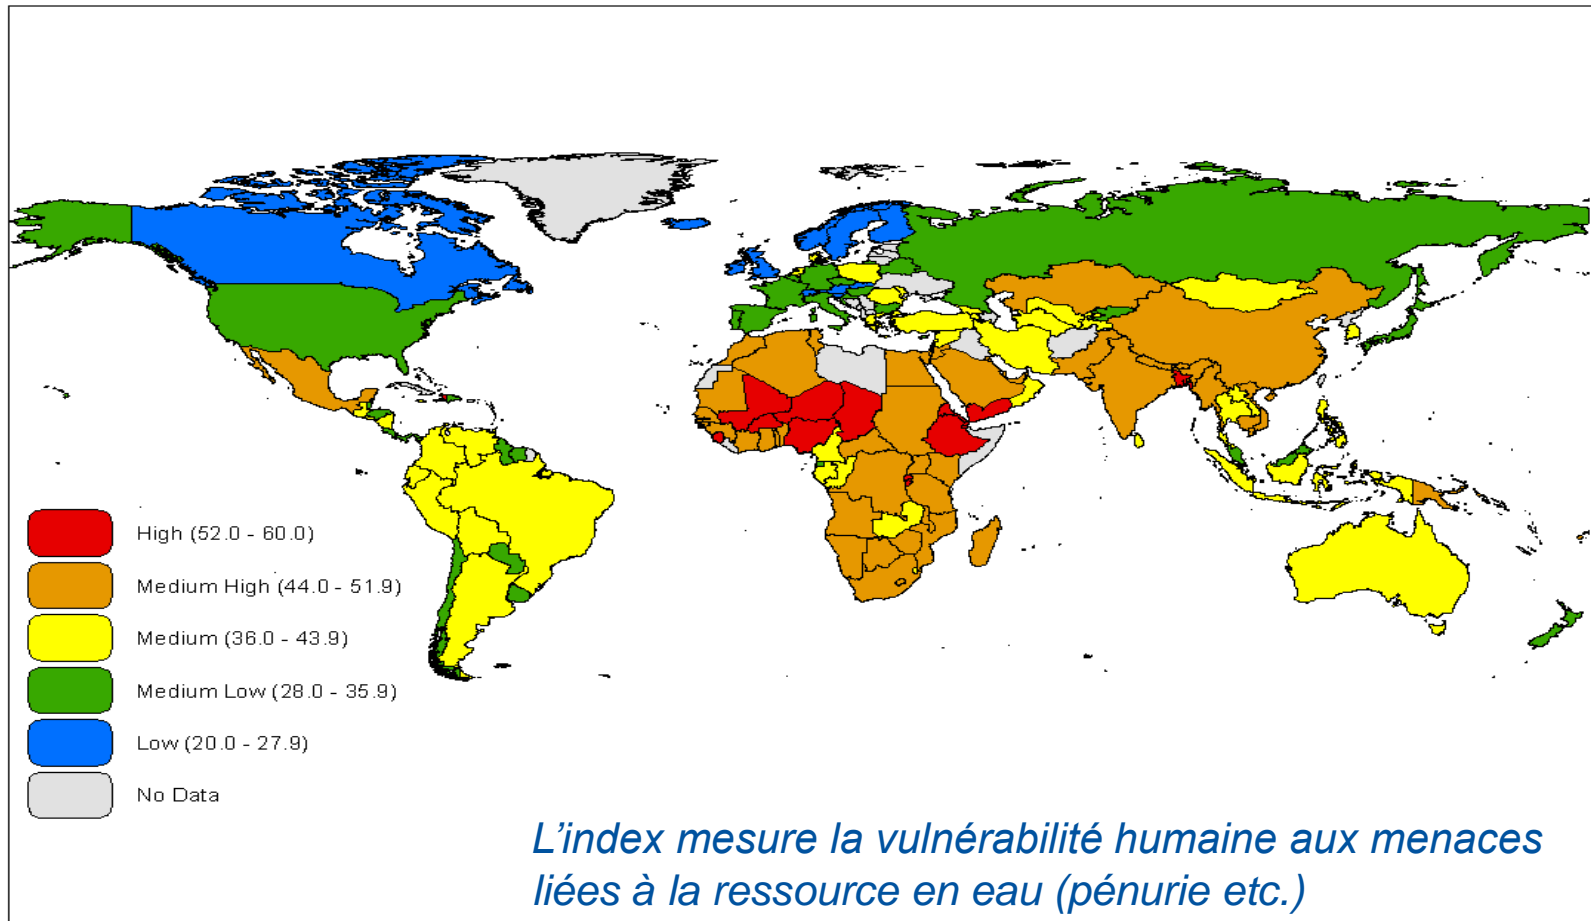 High (52.0 - 60.0)
Medium High (44.0 - 51.9)
Medium (36.0 - 43.9)
Medium Low (28.0 - 35.9)
Low (20.0 - 27.9)
No Data
L’index mesure la vulnérabilité humaine aux menaces
liées à la ressource en eau (pénurie etc.)